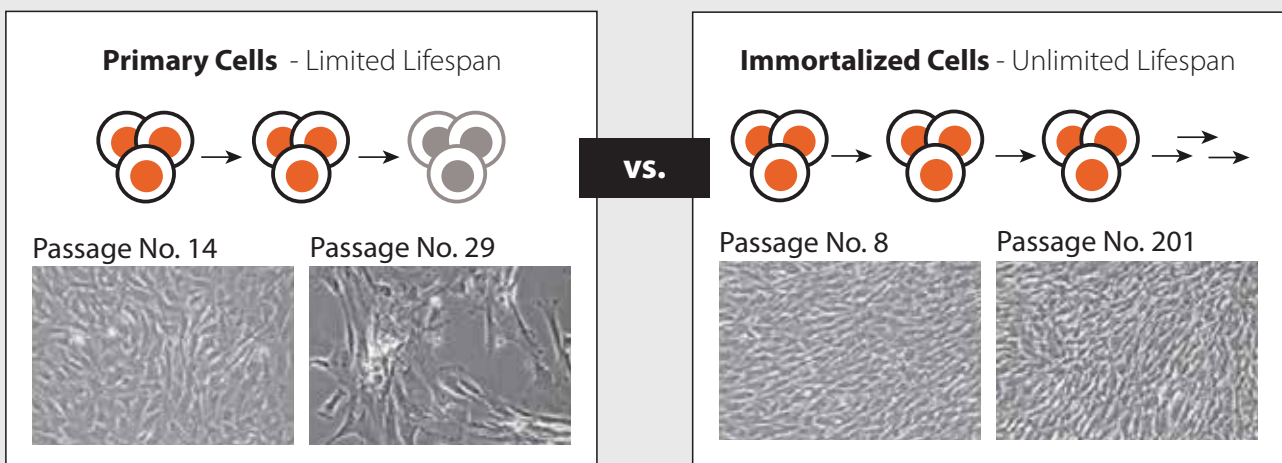 Primary Cells - Limited Lifespan
Passage No. 14
Passage No. 29
vs.
Immortalized Cells - Unlimited Lifespan
Passage No. 8
Passage No. 201